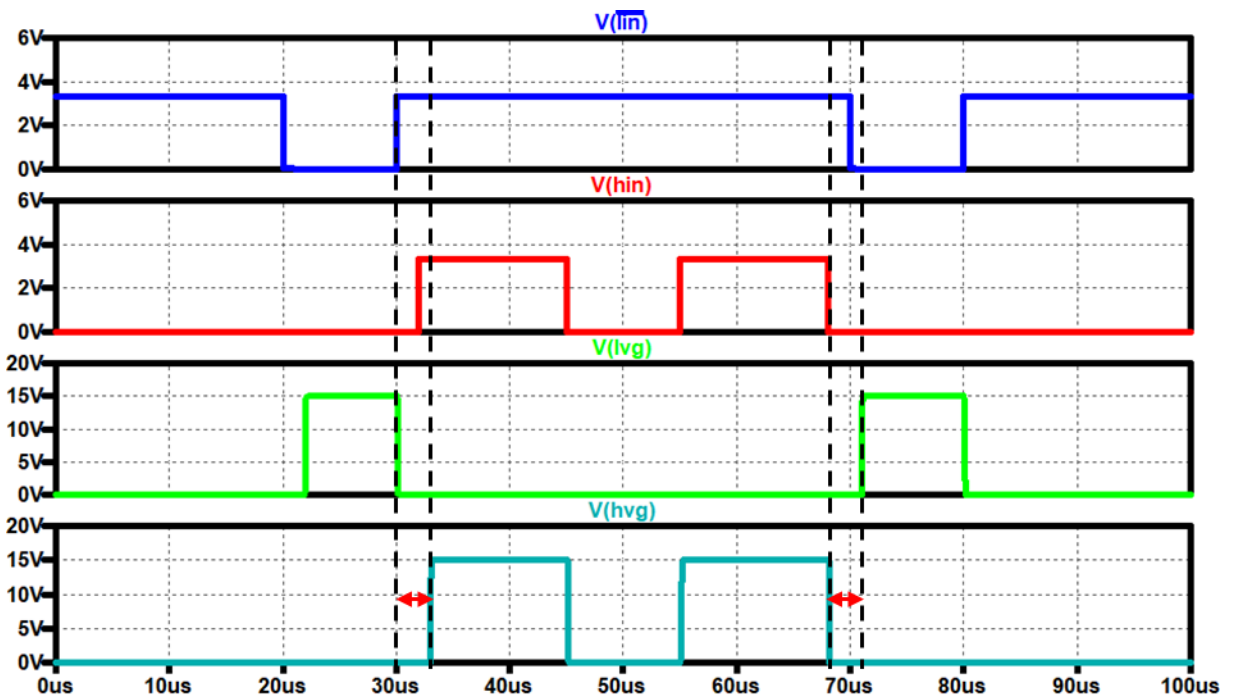 V(l̅i̅n̅)
6V
4V
2V
0V
V(hin)
6V
4V
2V
0V
V(lvg)
20V
15V
10V
5V
0V
V(hvg)
20V
15V
10V
5V
0V
0us 10us 20us 30us 40us 50us 60us 70us 80us 90us 100us